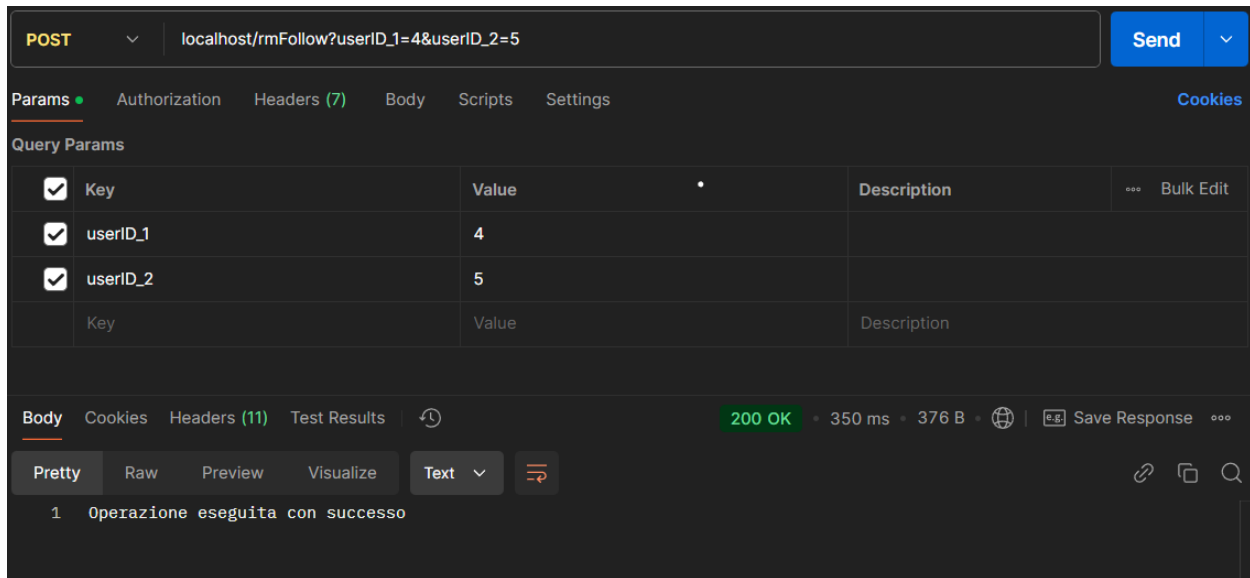 POST localhost/rmFollow?userID_1=4&userID_2=5 Send
Params Authorization Headers (7) Body Scripts Settings Cookies
Query Params
Key Value Description Bulk Edit
userID_1 4
userID_2 5
Key Value Description
Body Cookies Headers (11) Test Results 200 OK 350 ms 376 B e.g. Save Response
Pretty Raw Preview Visualize Text
1 Operazione eseguita con successo